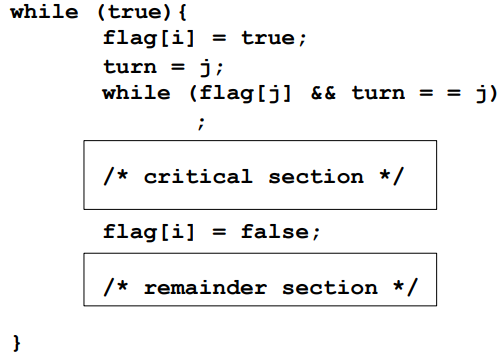 while (true){
flag[i] = true;
turn = j;
while (flag[j] && turn = = j)
;
/* critical section */
flag[i] = false;
/* remainder section */
}